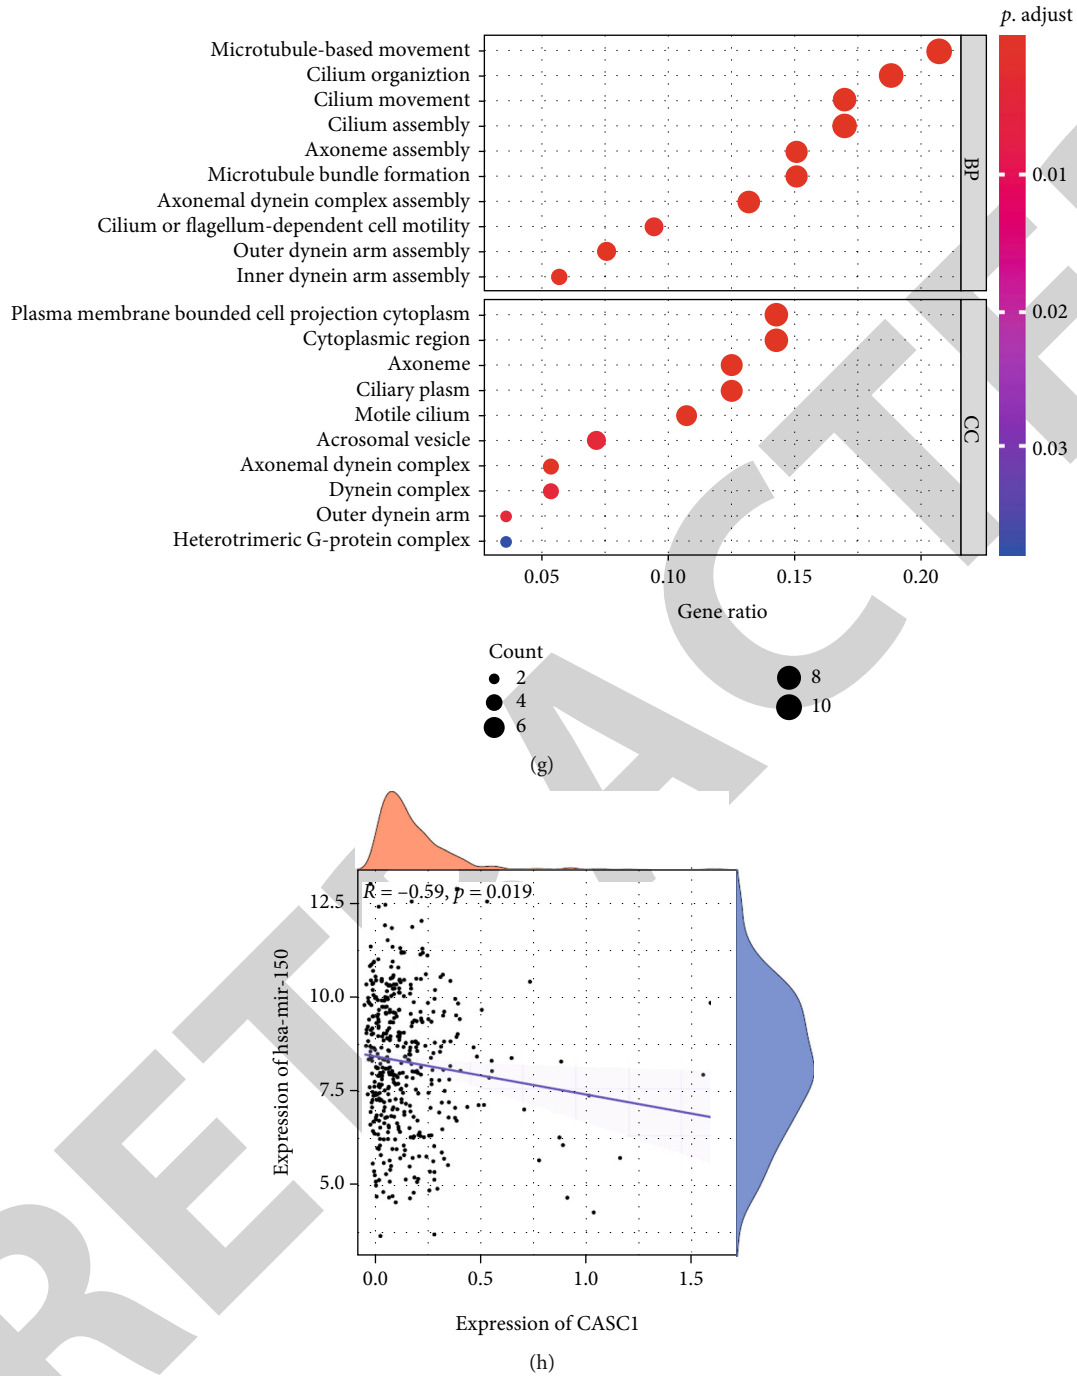 p. adjust
Microtubule-based movement
Cilium organiztion
Cilium movement
Cilium assembly
Axoneme assembly
Microtubule bundle formation
Axonemal dynein complex assembly
Cilium or flagellum-dependent cell motility
Outer dynein arm assembly
Inner dynein arm assembly
BP
Plasma membrane bounded cell projection cytoplasm
Cytoplasmic region
Axoneme
Ciliary plasm
Motile cilium
Acrosomal vesicle
Axonemal dynein complex
Dynein complex
Outer dynein arm
Heterotrimeric G-protein complex
CC
0.01
0.02
0.03
0.05 0.10 0.15 0.20
Gene ratio
Count
2 8
4 10
6
(g)
R = –0.59, p = 0.019
12.5
10.0
7.5
5.0
Expression of hsa-mir-150
0.0 0.5 1.0 1.5
Expression of CASC1
(h)
RETRACTE